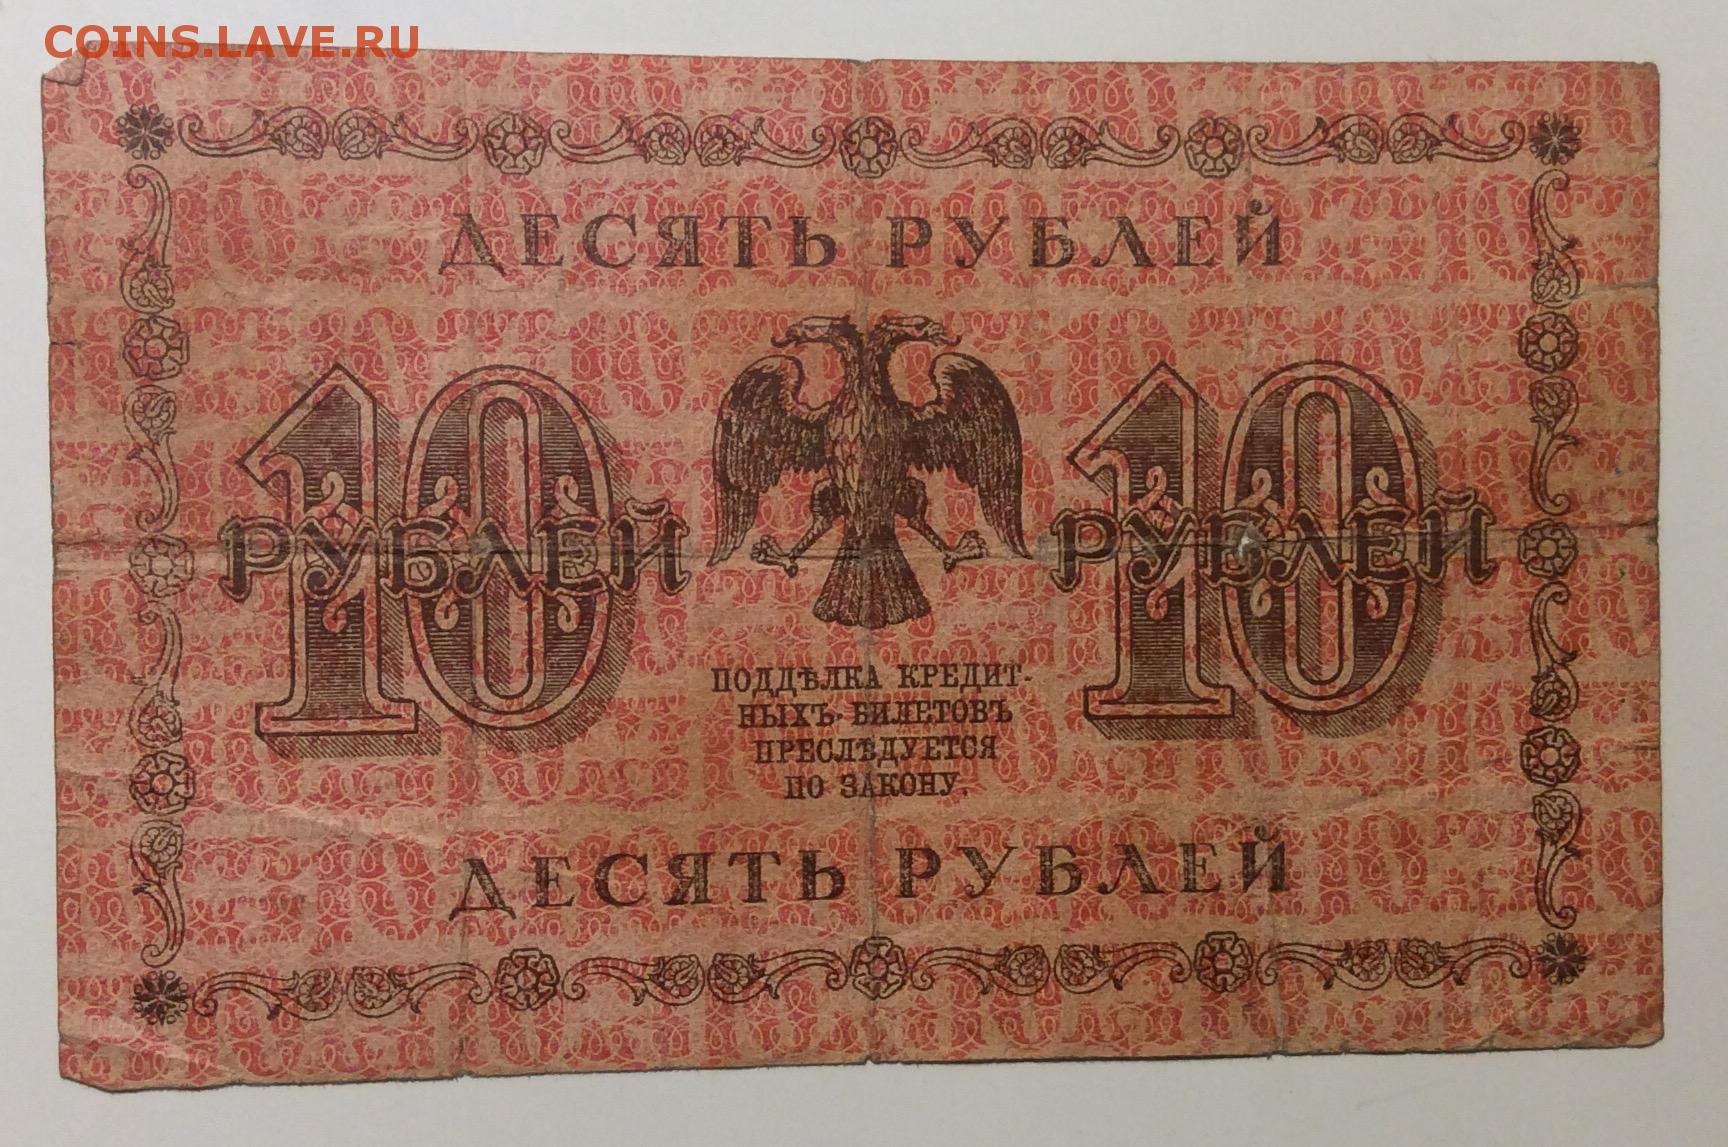 COINS.LAVE.RU
ДЕСЯТЬ РУБЛЕЙ
10 10
РУБЛЕЙ РУБЛЕЙ
ПОДДѢЛКА КРЕДИТ-
НЫХЪ БИЛЕТОВЪ
ПРЕСЛѢДУЕТСЯ
ПО ЗАКОНУ.
ДЕСЯТЬ РУБЛЕЙ